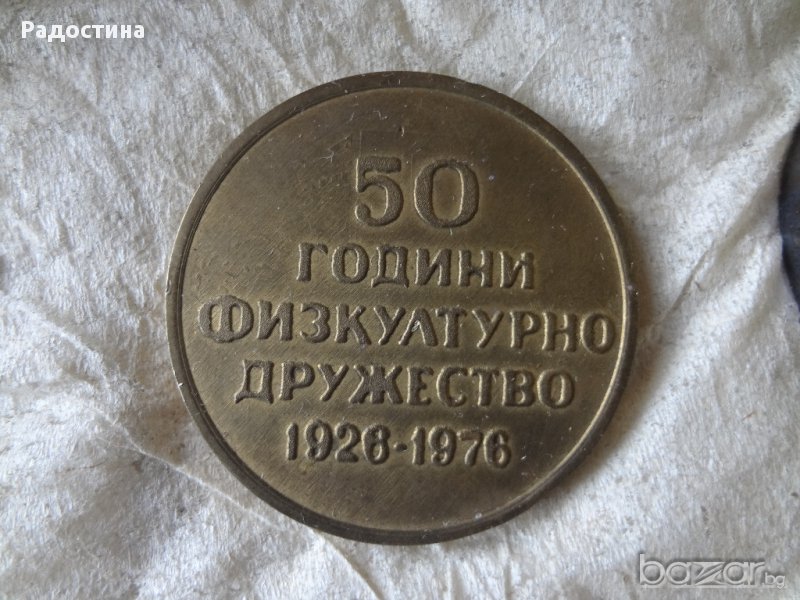 Радостина
50
ГОДИНИ
ФИЗКУЛТУРНО
ДРУЖЕСТВО
1926-1976
bazar.bg